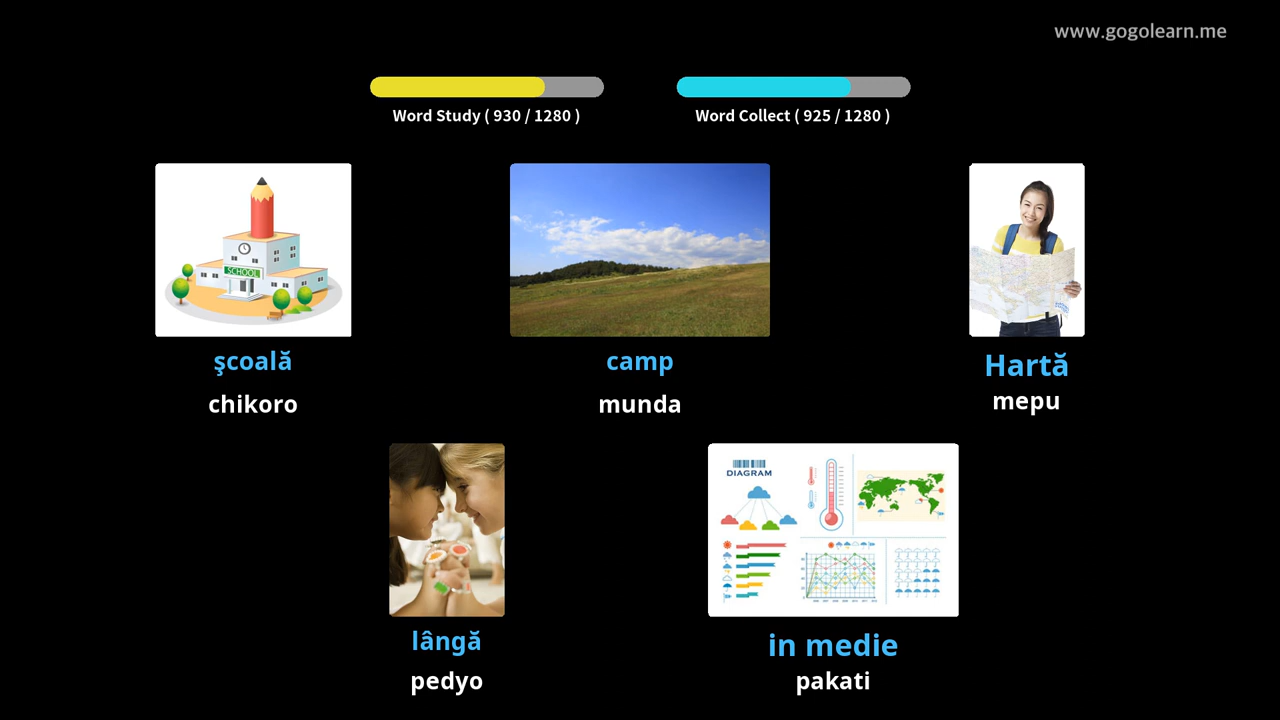 www.gogolearn.me
Word Study ( 930 / 1280 )
Word Collect ( 925 / 1280 )
SCHOOL
şcoală
camp
Hartă
chikoro
munda
mepu
DIAGRAM
lângă
in medie
pedyo
pakati